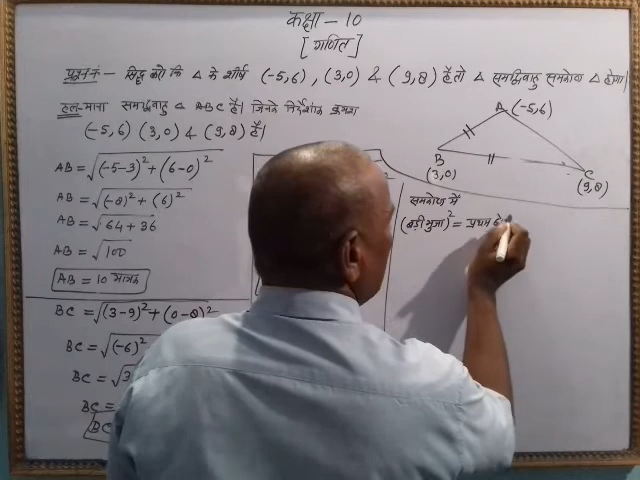 कक्षा - 10
[गणित]
प्रश्न नं - सिद्ध करो कि Δ के शीर्ष (-5,6), (3,0) & (9,8) है तो Δ समद्विबाहु समकोण Δ होगा।
हल- माना समद्विबाहु Δ ABC है। जिनके निर्देशांक क्रमशः
(-5,6) (3,0) & (9,8) है।
AB = √(-5-3)² + (6-0)²
AB = √(-8)² + (6)²
AB = √64 + 36
AB = √100
AB = 10 मात्रक
BC = √(3-9)² + (0-8)²
BC = √(-6)²
BC = √3
BC =
BC
A (-5,6)
B
(3,0)
C
(9,8)
समकोण में
(बड़ी भुजा)² = प्रथम